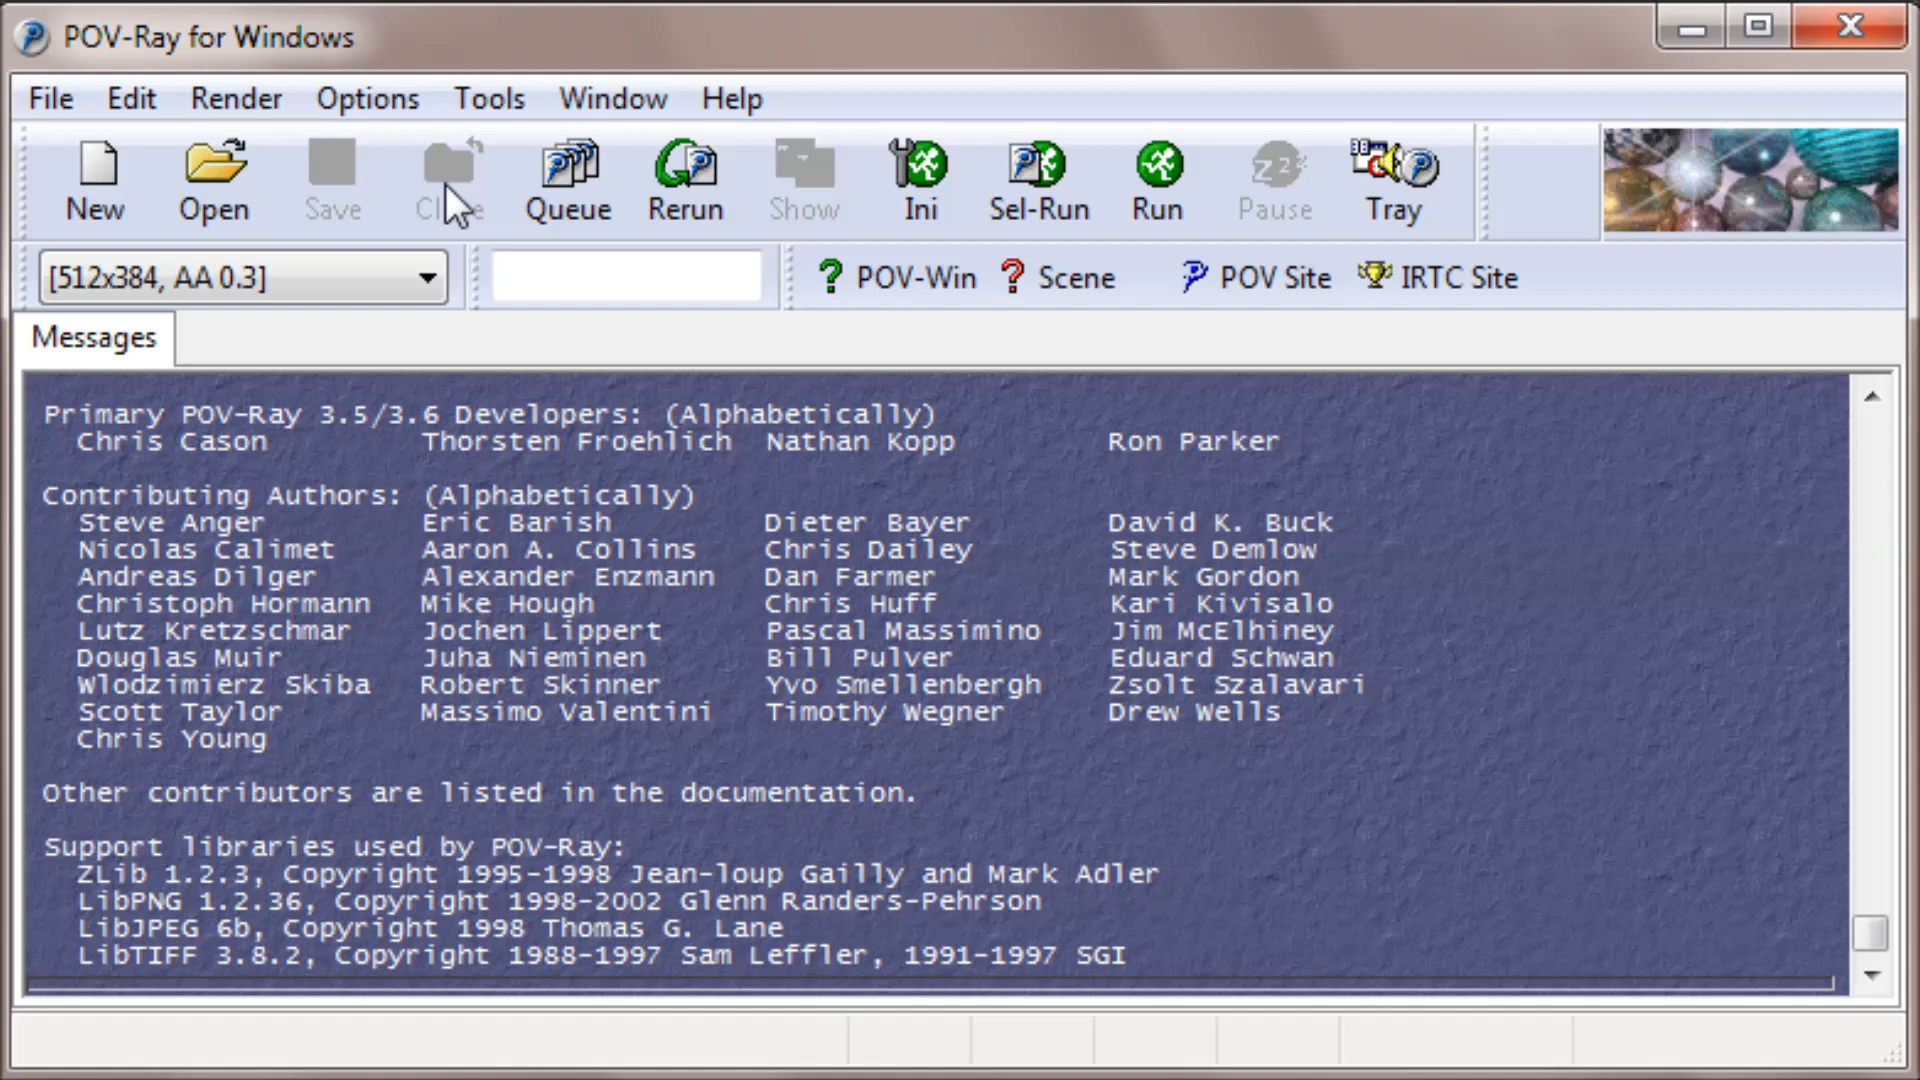 POV-Ray for Windows
File Edit Render Options Tools Window Help
New Open Save Queue Rerun Show Ini Sel-Run Run Pause Tray
[512x384, AA 0.3] POV-Win Scene POV Site IRTC Site
Messages
Primary POV-Ray 3.5/3.6 Developers: (Alphabetically)
Chris Cason Thorsten Froehlich Nathan Kopp Ron Parker
Contributing Authors: (Alphabetically)
Steve Anger Eric Barish Dieter Bayer David K. Buck
Nicolas Calimet Aaron A. Collins Chris Dailey Steve Demlow
Andreas Dilger Alexander Enzmann Dan Farmer Mark Gordon
Christoph Hormann Mike Hough Chris Huff Kari Kivisalo
Lutz Kretzschmar Jochen Lippert Pascal Massimino Jim McElhiney
Douglas Muir Juha Nieminen Bill Pulver Eduard Schwan
Wlodzimierz Skiba Robert Skinner Yvo Smellenbergh Zsolt Szalavari
Scott Taylor Massimo Valentini Timothy Wegner Drew Wells
Chris Young
Other contributors are listed in the documentation.
Support libraries used by POV-Ray:
ZLib 1.2.3, Copyright 1995-1998 Jean-loup Gailly and Mark Adler
LibPNG 1.2.36, Copyright 1998-2002 Glenn Randers-Pehrson
LibJPEG 6b, Copyright 1998 Thomas G. Lane
LibTIFF 3.8.2, Copyright 1988-1997 Sam Leffler, 1991-1997 SGI